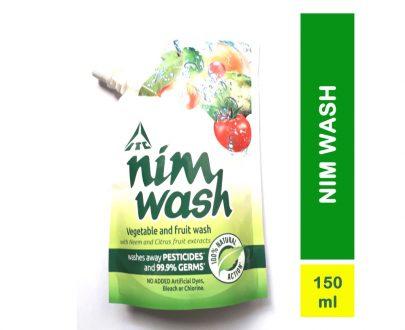 ITC
nim
wash
Vegetable and fruit wash
with Neem and Citrus fruit extracts
washes away PESTICIDES*
and 99.9% GERMS*
100% NATURAL
ACTION*
NO ADDED Artificial Dyes,
Bleach or Chlorine.
NIM WASH
150
ml